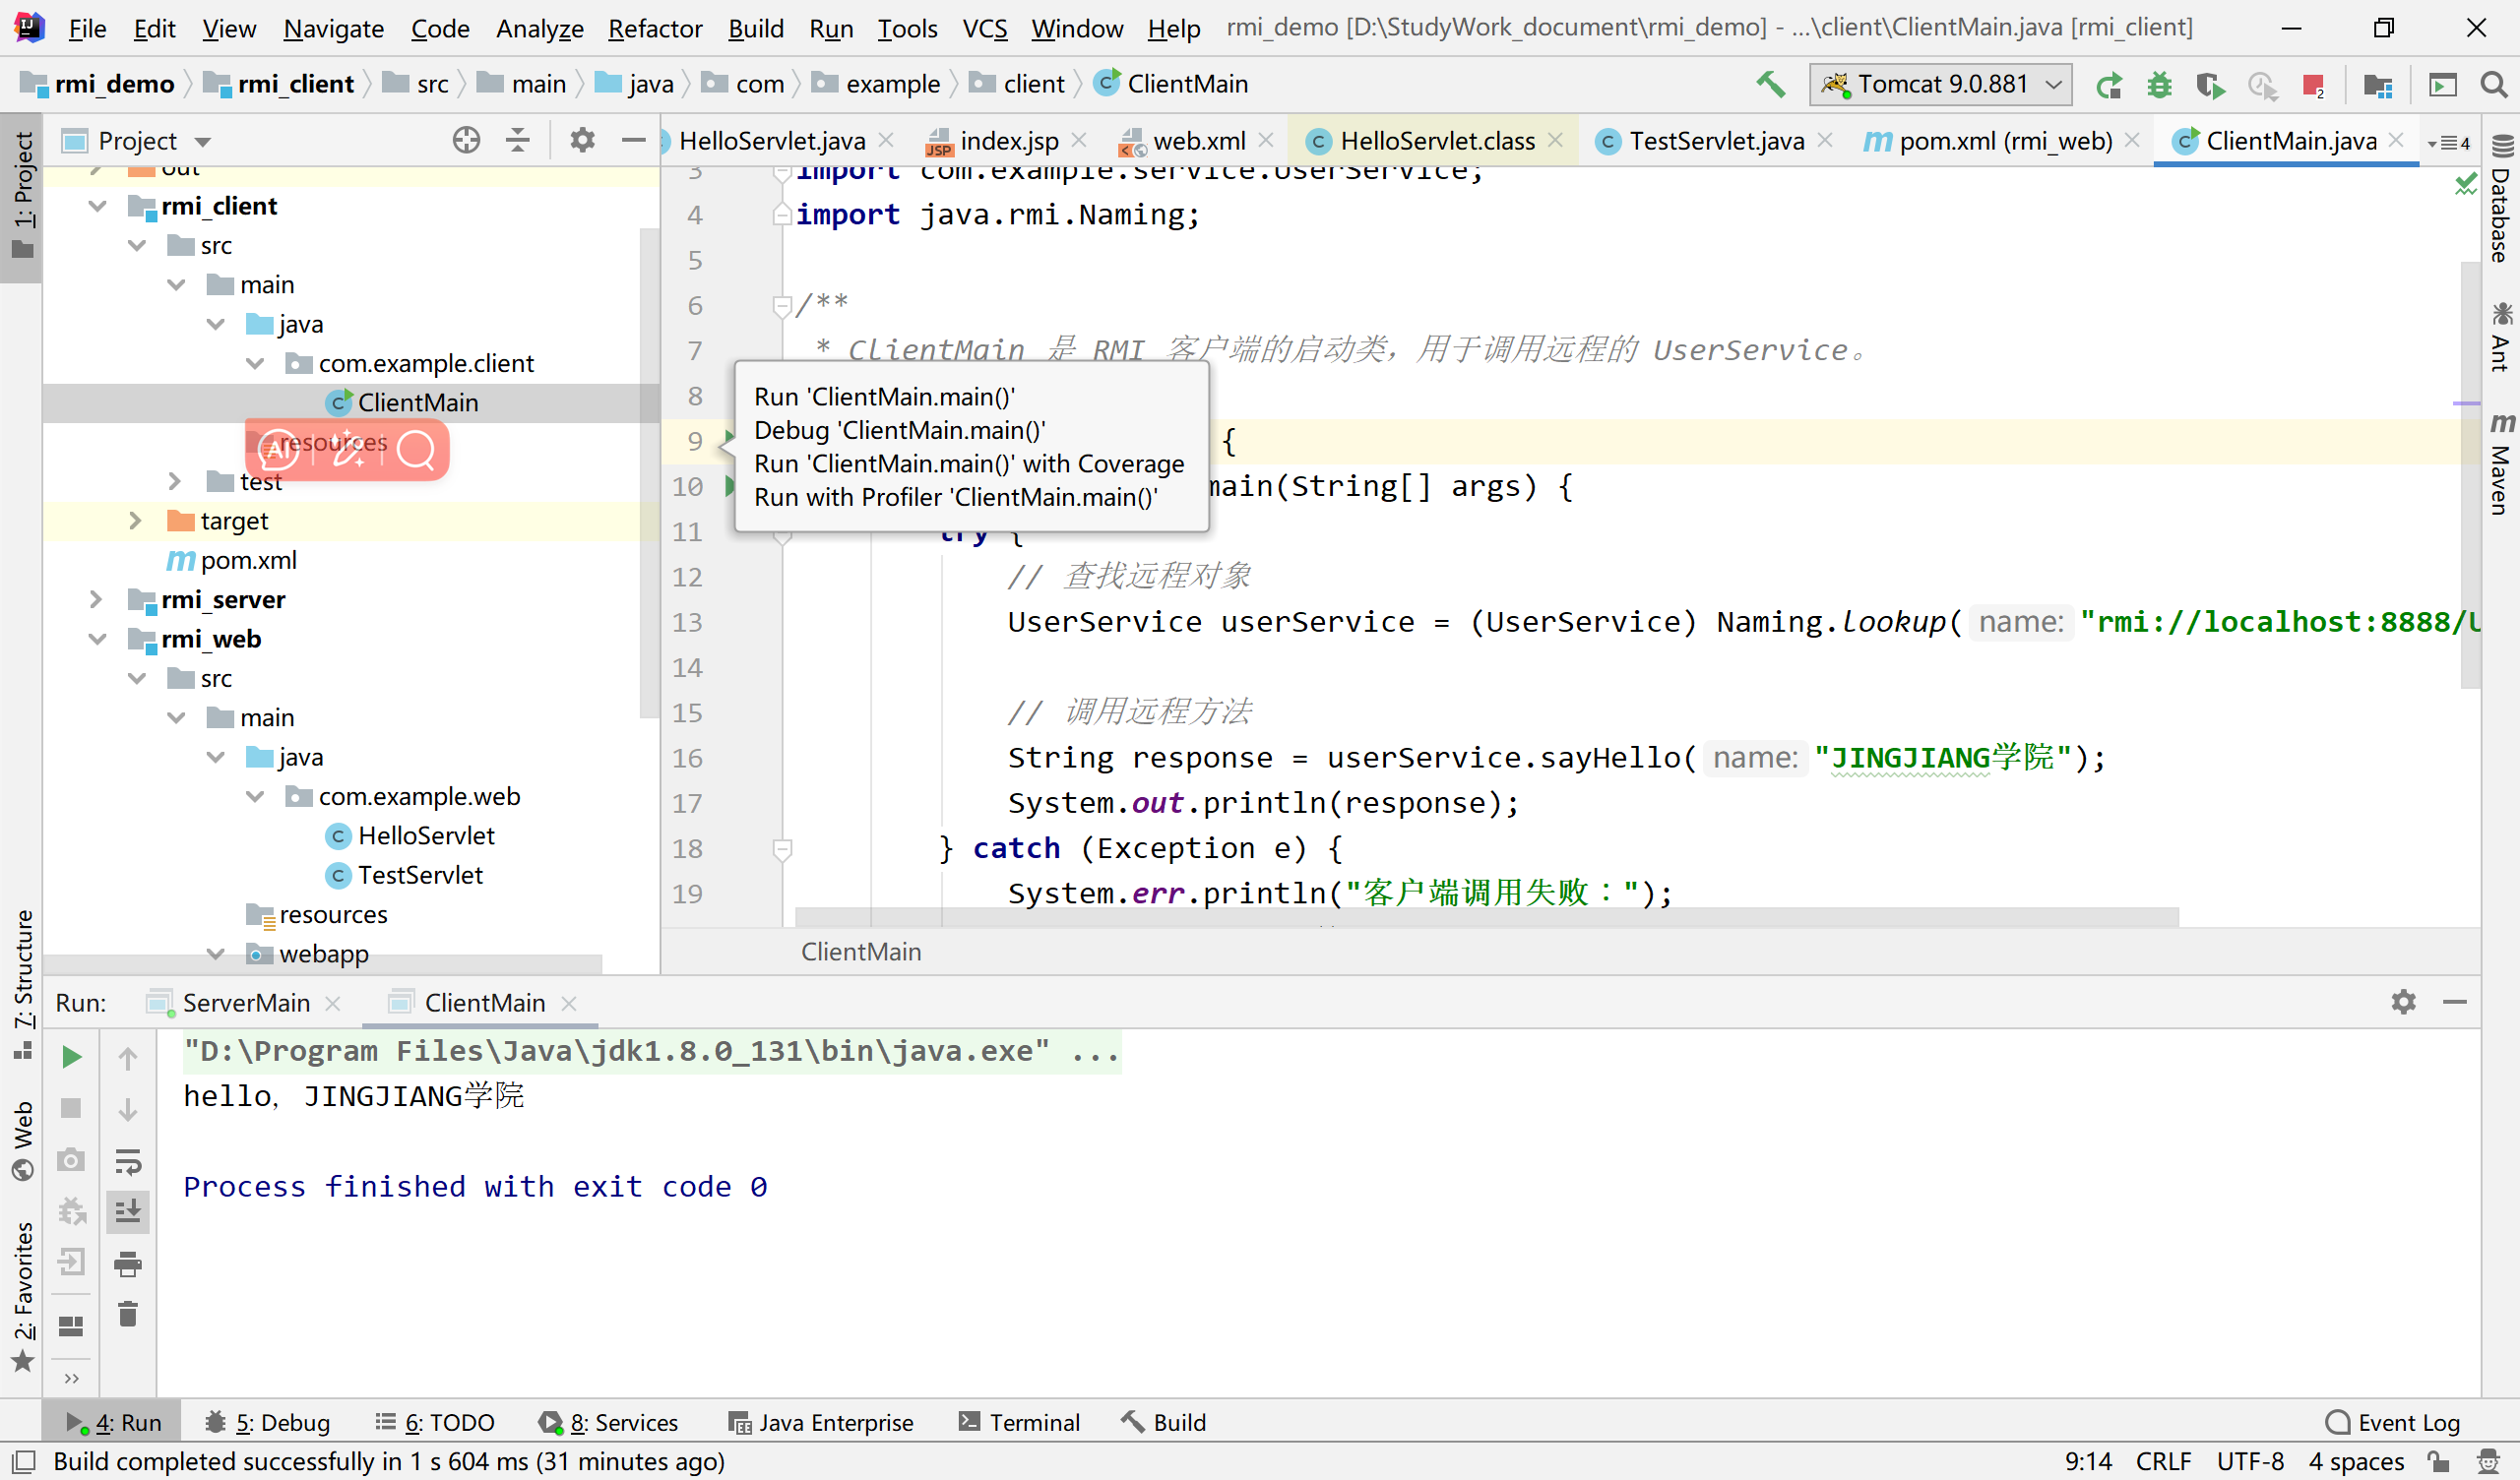 File Edit View Navigate Code Analyze Refactor Build Run Tools VCS Window Help rmi_demo [D:\StudyWork_document\rmi_demo] - ...\client\ClientMain.java [rmi_client]
rmi_demo rmi_client src main java com example client ClientMain Tomcat 9.0.881 2
1: Project
Project
out
rmi_client
src
main
java
com.example.client
ClientMain
AI resources
test
target
pom.xml
rmi_server
rmi_web
src
main
java
com.example.web
HelloServlet
TestServlet
resources
webapp
HelloServlet.java index.jsp web.xml HelloServlet.class TestServlet.java pom.xml (rmi_web) ClientMain.java 4
3 import com.example.service.UserService;
4 import java.rmi.Naming;
5
6 /**
7 * ClientMain 是 RMI 客户端的启动类，用于调用远程的 UserService。
8
9 {
10 main(String[] args) {
11 try {
12 // 查找远程对象
13 UserService userService = (UserService) Naming.lookup( name: "rmi://localhost:8888/U
14
15 // 调用远程方法
16 String response = userService.sayHello( name: "JINGJIANG学院");
17 System.out.println(response);
18 } catch (Exception e) {
19 System.err.println("客户端调用失败：");
Run 'ClientMain.main()'
Debug 'ClientMain.main()'
Run 'ClientMain.main()' with Coverage
Run with Profiler 'ClientMain.main()'
ClientMain
Database
Ant
Maven
7: Structure
Web
2: Favorites
Run: ServerMain ClientMain
"D:\Program Files\Java\jdk1.8.0_131\bin\java.exe" ...
hello, JINGJIANG学院
Process finished with exit code 0
4: Run 5: Debug 6: TODO 8: Services Java Enterprise Terminal Build Event Log
Build completed successfully in 1 s 604 ms (31 minutes ago) 9:14 CRLF UTF-8 4 spaces